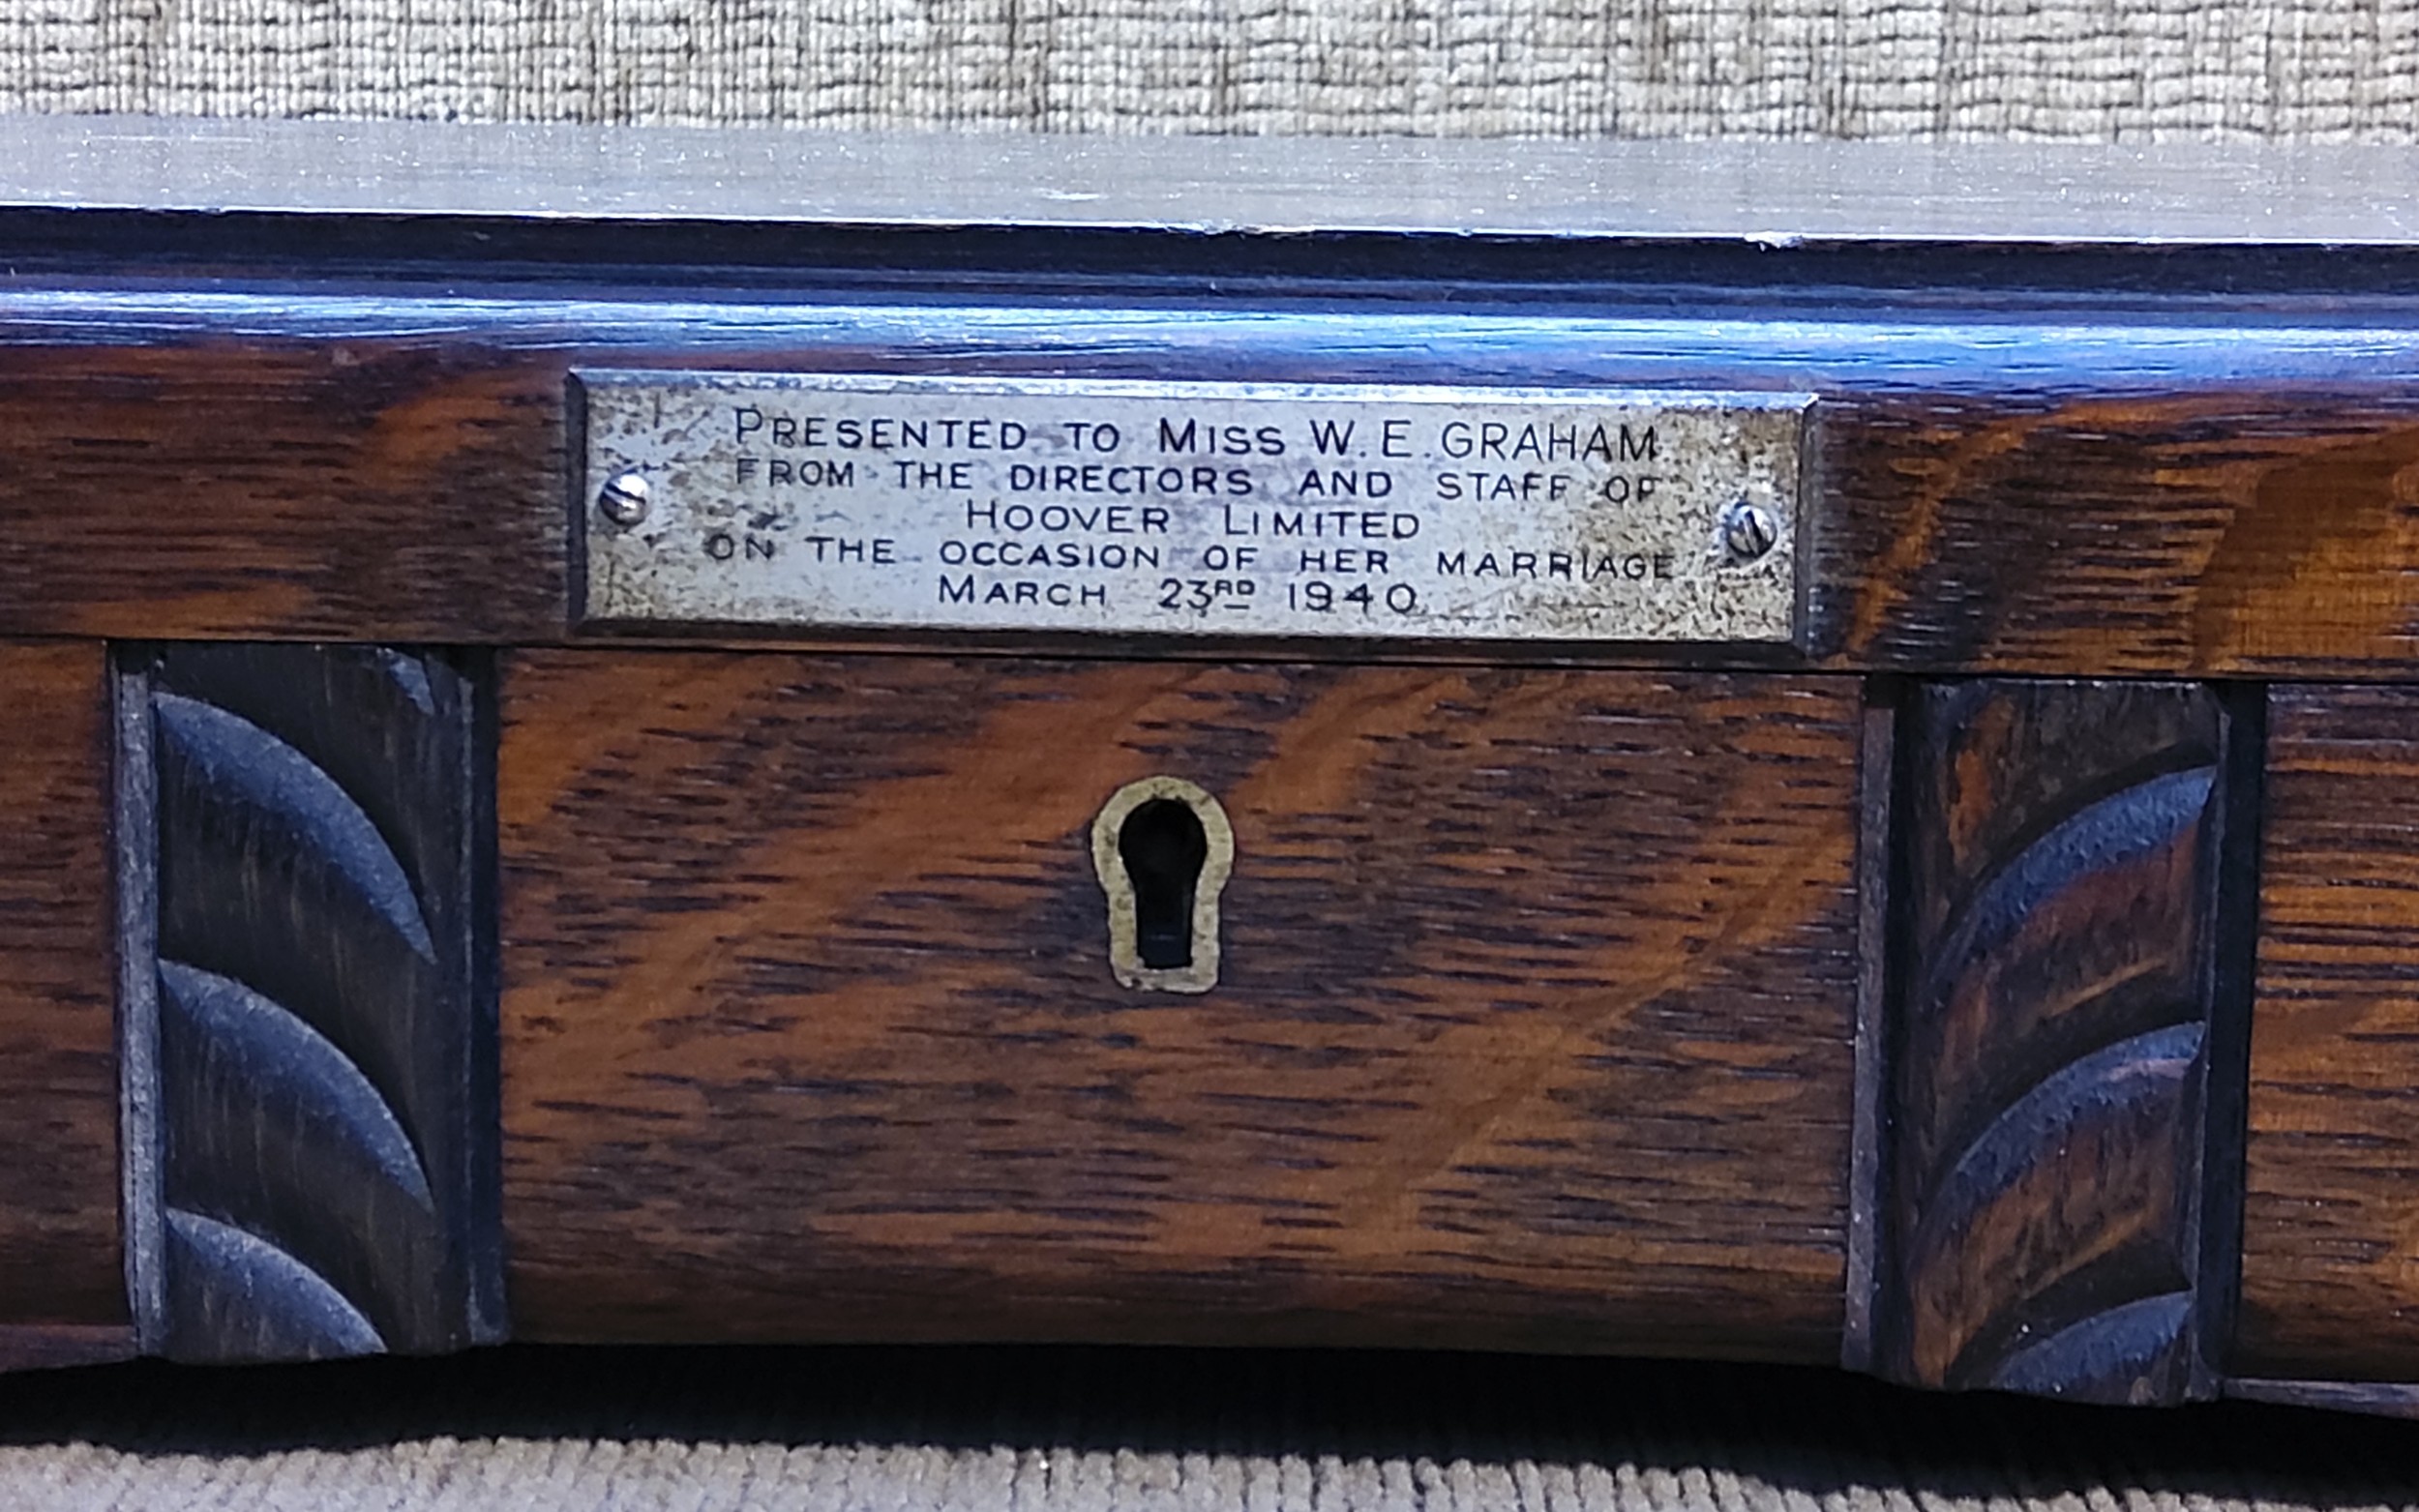 PRESENTED TO MISS W.E.GRAHAM
FROM THE DIRECTORS AND STAFF OF
HOOVER LIMITED
ON THE OCCASION OF HER MARRIAGE
MARCH 23RD 1940